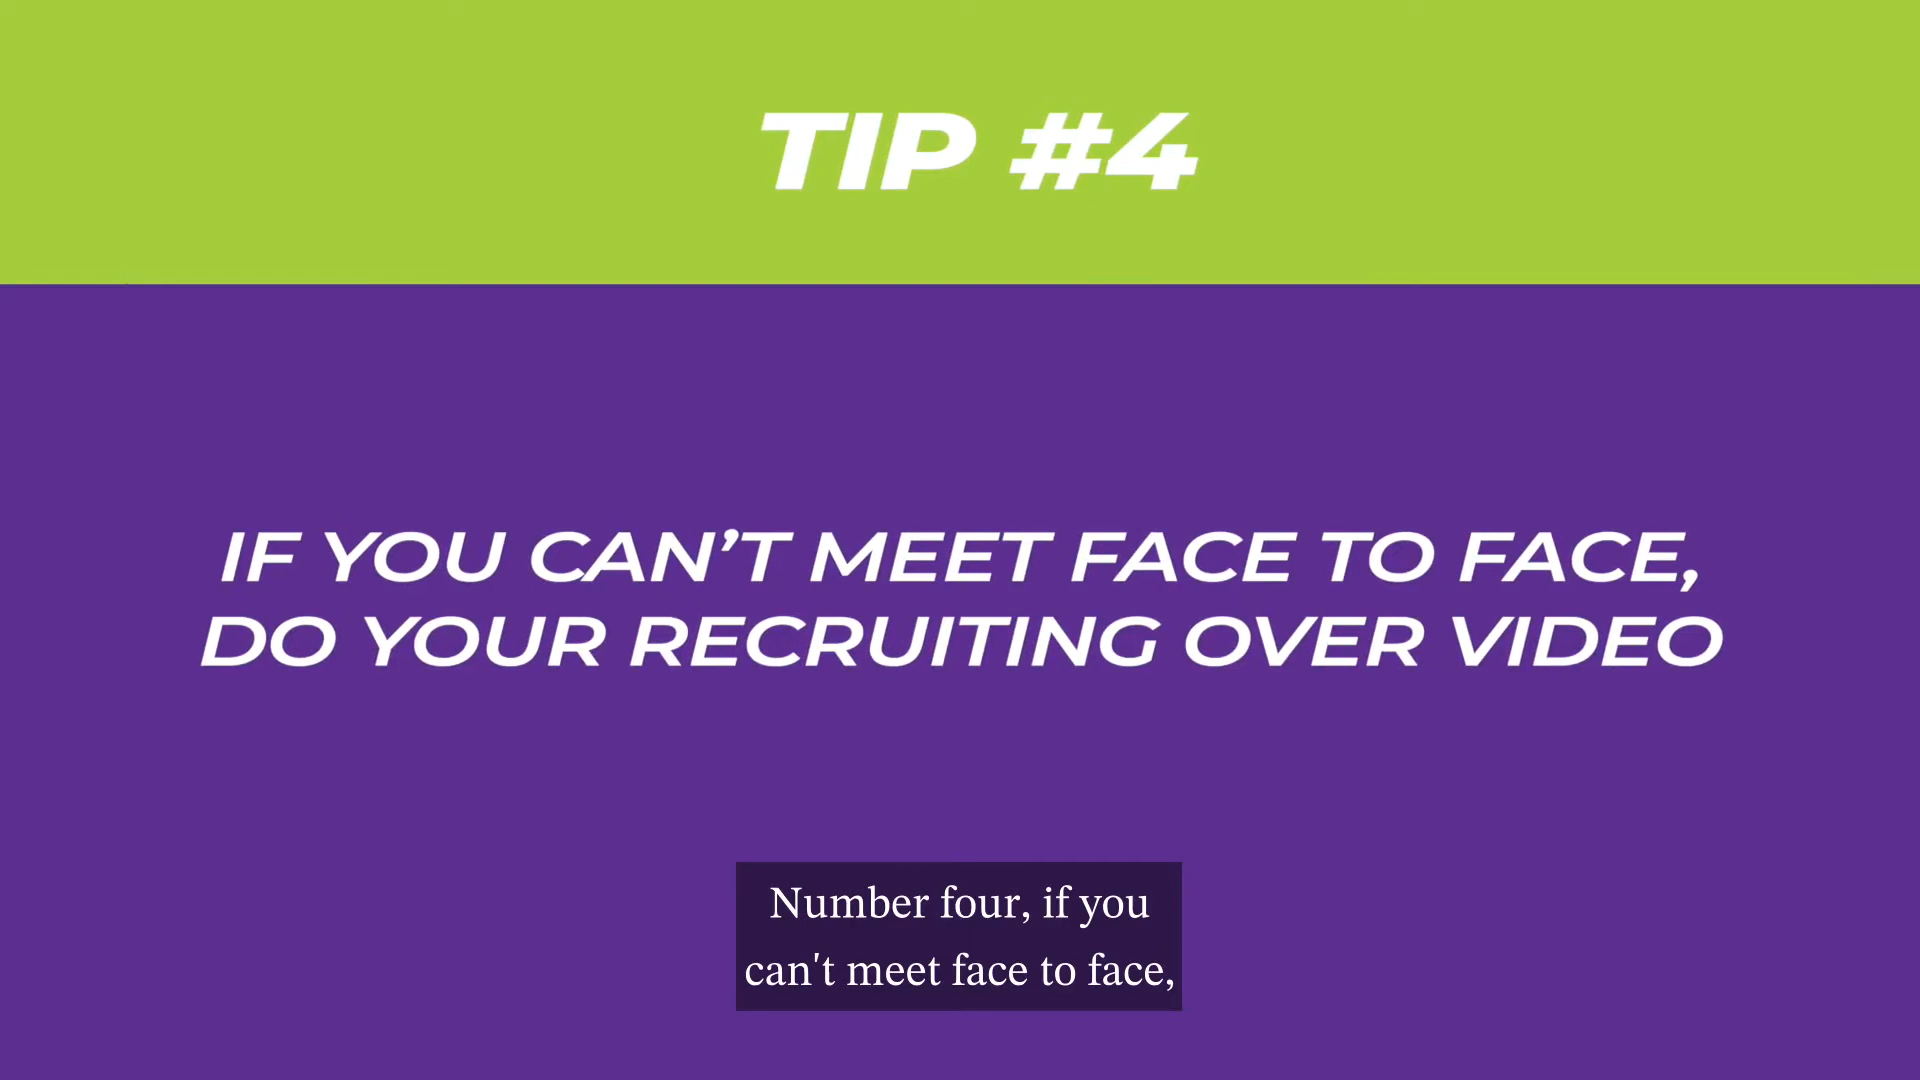 TIP #4
IF YOU CAN’T MEET FACE TO FACE,
DO YOUR RECRUITING OVER VIDEO
Number four, if you
can't meet face to face,